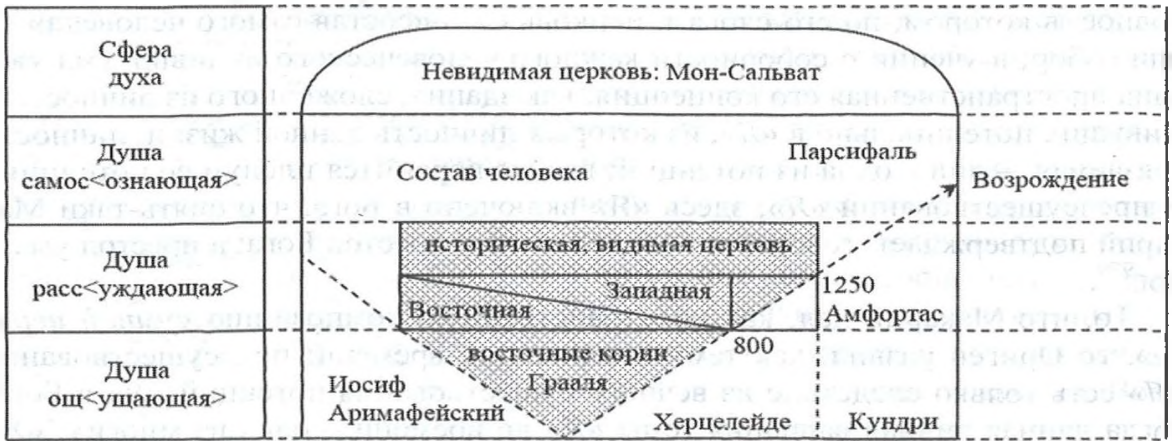 Сфера
духа
Невидимая церковь: Мон-Сальват
Душа
самос<ознающая>
Состав человека
Парсифаль
Возрождение
Душа
расс<уждающая>
историческая, видимая церковь
Западная
Восточная
1250
Амфортас
800
Душа
ощ<ущающая>
восточные корни
Грааля
Иосиф
Аримафейский
Херцелейде
Кундри